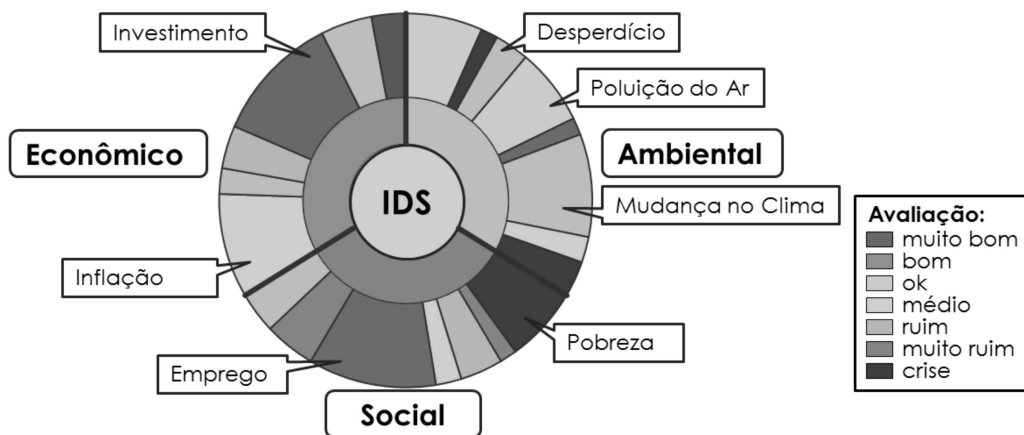 Investimento
Desperdício
Poluição do Ar
Econômico
Ambiental
IDS
Mudança no Clima
Inflação
Pobreza
Emprego
Social
Avaliação:
muito bom
bom
ok
médio
ruim
muito ruim
crise